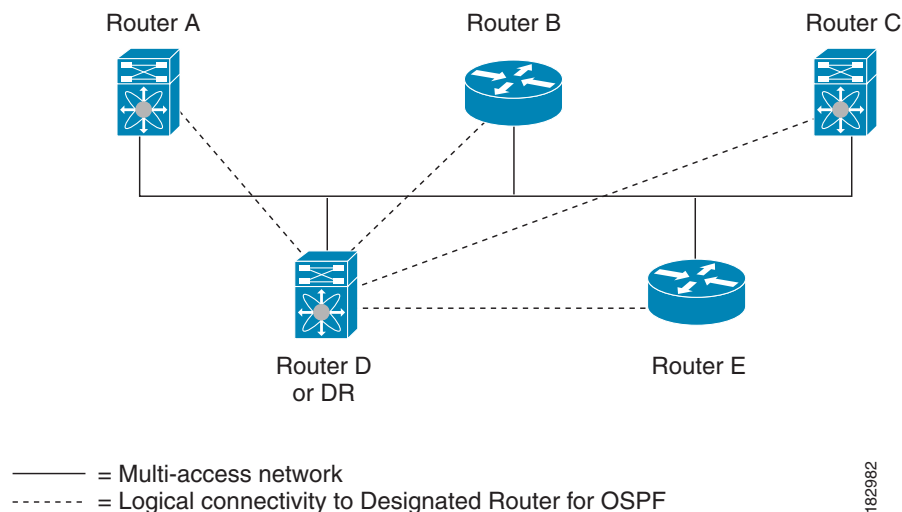 Router A
Router B
Router C
Router D
or DR
Router E
= Multi-access network
= Logical connectivity to Designated Router for OSPF
182982